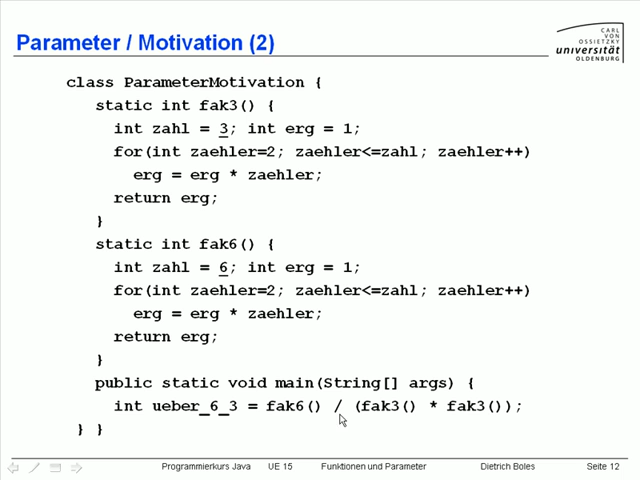 Parameter / Motivation (2)
CARL
VON
OSSIETZKY
universität
OLDENBURG
class ParameterMotivation {
static int fak3() {
int zahl = 3; int erg = 1;
for(int zaehler=2; zaehler<=zahl; zaehler++)
erg = erg * zaehler;
return erg;
}
static int fak6() {
int zahl = 6; int erg = 1;
for(int zaehler=2; zaehler<=zahl; zaehler++)
erg = erg * zaehler;
return erg;
}
public static void main(String[] args) {
int ueber_6_3 = fak6() / (fak3() * fak3());
} }
Programmierkurs Java UE 15 Funktionen und Parameter Dietrich Boles Seite 12